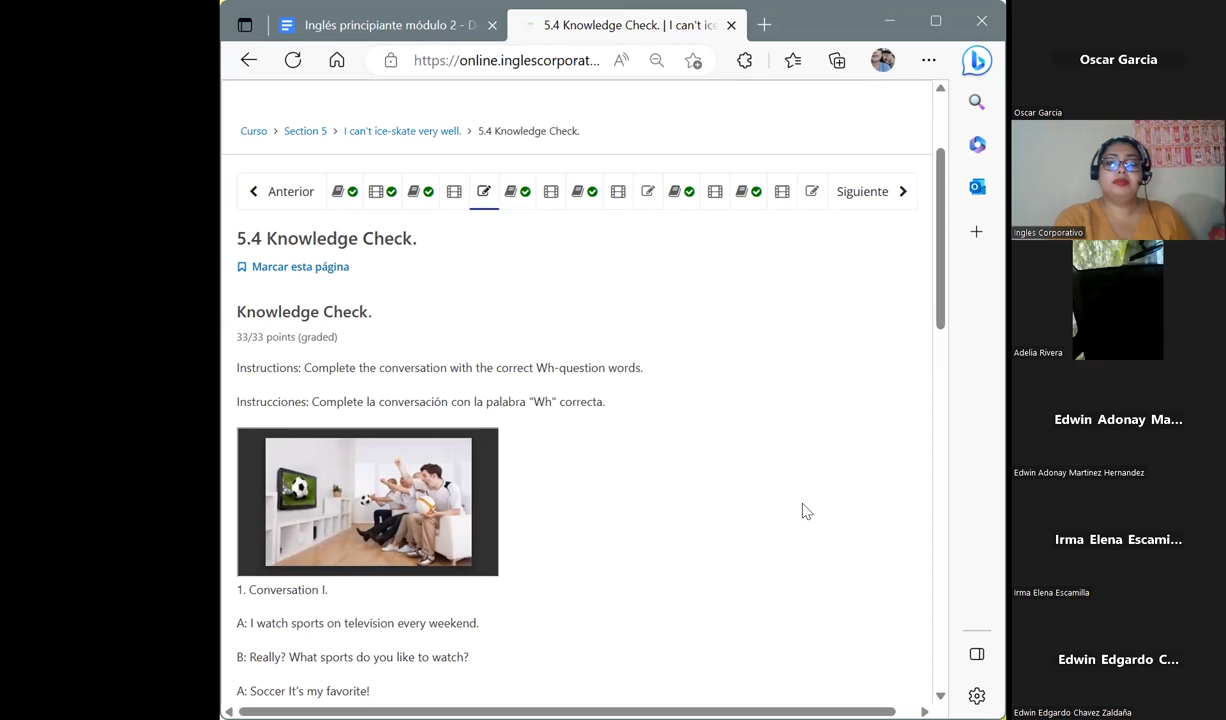 Inglés principiante módulo 2 - D
5.4 Knowledge Check. | I can't ice
https://online.inglescorporat...
Curso > Section 5 > I can't ice-skate very well. > 5.4 Knowledge Check.
Anterior
Siguiente
5.4 Knowledge Check.
Marcar esta página
Knowledge Check.
33/33 points (graded)
Instructions: Complete the conversation with the correct Wh-question words.
Instrucciones: Complete la conversación con la palabra "Wh" correcta.
1. Conversation I.
A: I watch sports on television every weekend.
B: Really? What sports do you like to watch?
A: Soccer It's my favorite!
Oscar Garcia
Oscar Garcia
Ingles Corporativo
Adelia Rivera
Edwin Adonay Ma...
Edwin Adonay Martinez Hernandez
Irma Elena Escami...
Irma Elena Escamilla
Edwin Edgardo C...
Edwin Edgardo Chavez Zaldaña